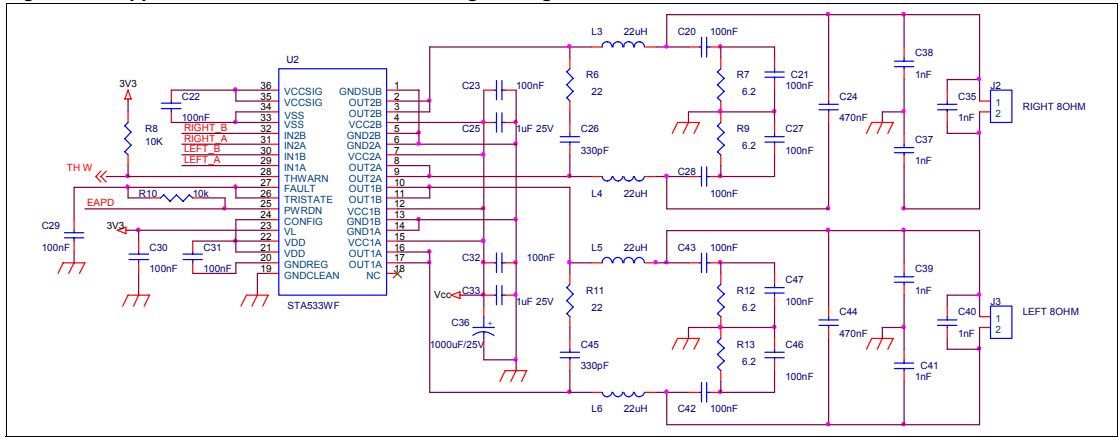 U2
STA533WF
36 VCCSIG
35 VCCSIG
34 VSS
33 VSS
32 IN2B
31 IN2A
30 IN1B
29 IN1A
28 THWARN
27 FAULT
26 TRISTATE
25 PWRDN
24 CONFIG
23 VL
22 VDD
21 VDD
20 GNDREG
19 GNDCLEAN
GNDSUB 1
OUT2B 2
OUT2B 3
VCC2B 4
GND2B 5
GND2A 6
VCC2A 7
OUT2A 8
OUT2A 9
OUT1B 10
OUT1B 11
VCC1B 12
GND1B 13
GND1A 14
VCC1A 15
OUT1A 16
OUT1A 17
NC 18
3V3
C22
100nF
R8
10K
RIGHT_B
RIGHT_A
LEFT_B
LEFT_A
TH W
R10 10k
EAPD
C29
100nF
3V3
C30
100nF
C31
100nF
C23
100nF
C25
1uF 25V
C32
100nF
Vcc
C33
1uF 25V
C36
+
1000uF/25V
L3 22uH
R6
22
C26
330pF
L4 22uH
C20
100nF
R7
6.2
C21
100nF
R9
6.2
C27
100nF
C28
100nF
C24
470nF
C38
1nF
C37
1nF
C35
1nF
J2
1
2
RIGHT 8OHM
L5 22uH
R11
22
C45
330pF
L6 22uH
C43
100nF
R12
6.2
C47
100nF
R13
6.2
C46
100nF
C42
100nF
C44
470nF
C39
1nF
C41
1nF
C40
1nF
J3
1
2
LEFT 8OHM